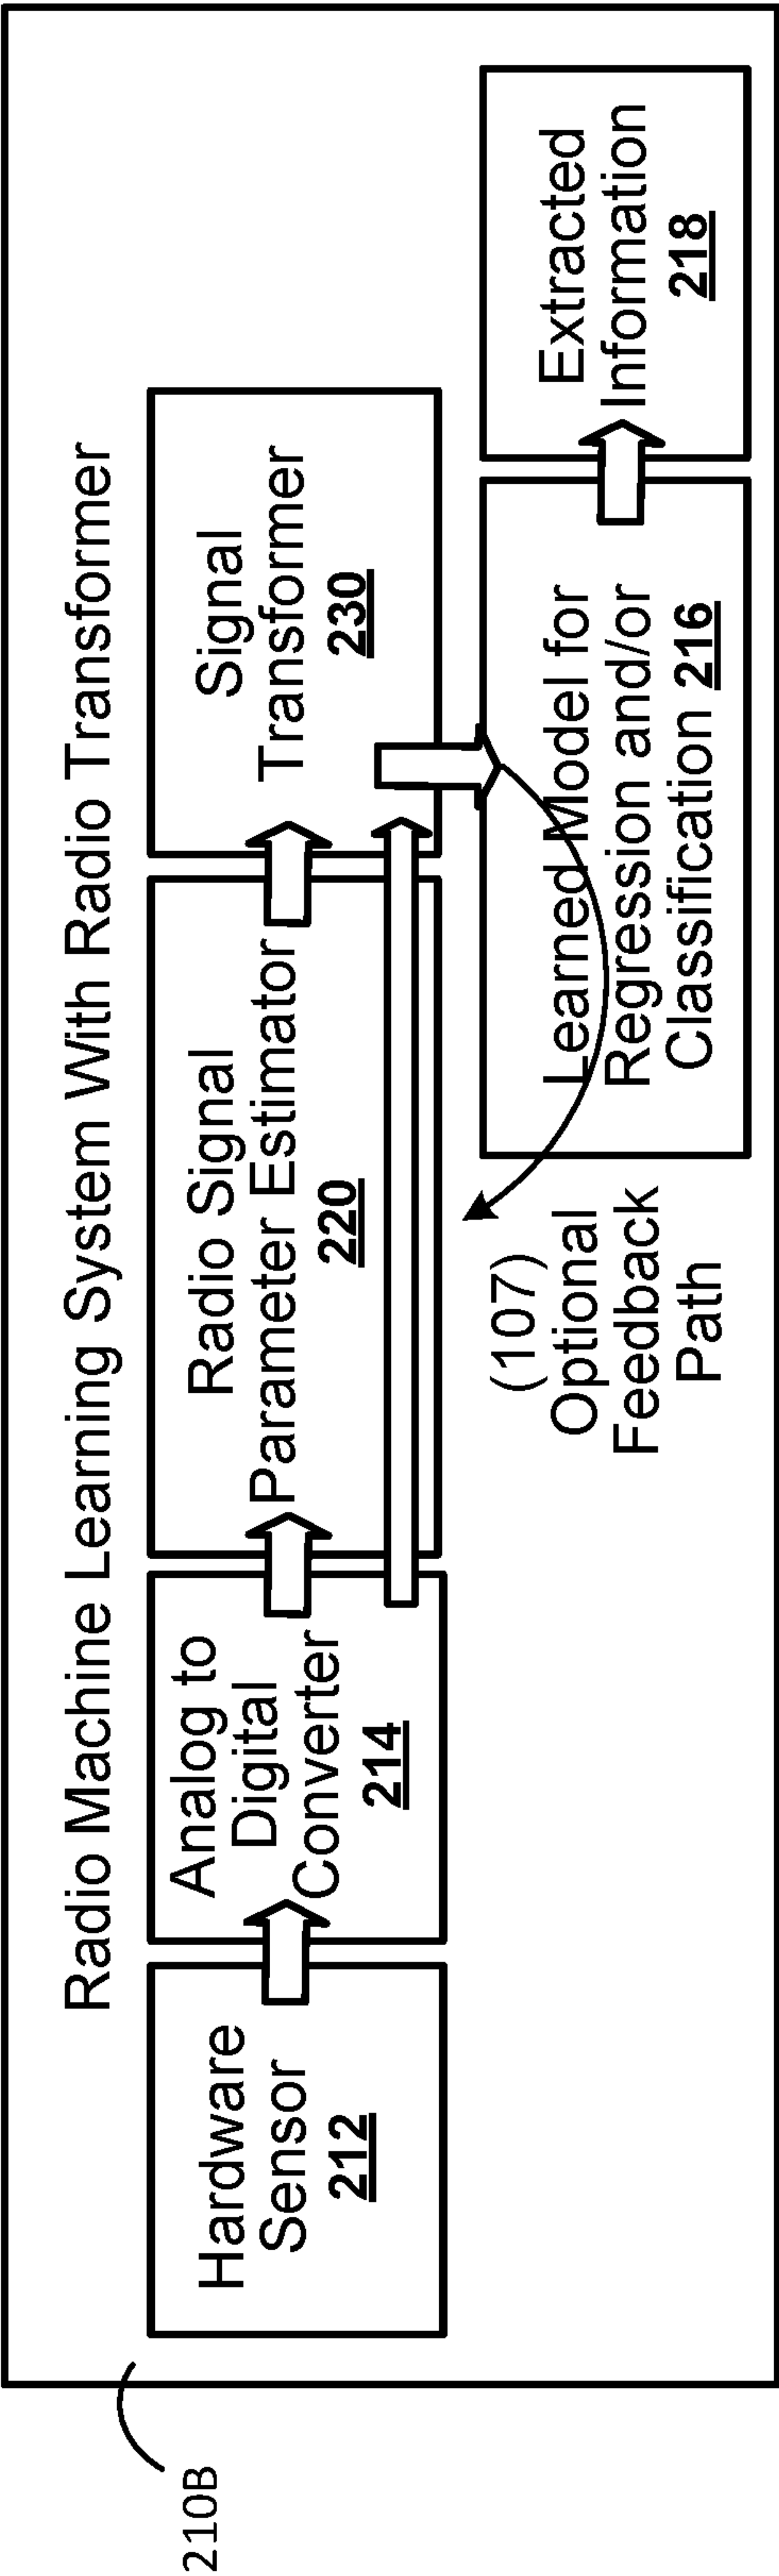 Radio Machine Learning System With Radio Transformer
Hardware
Sensor
212
Analog to
Digital
Converter
214
Radio Signal
Parameter Estimator
220
Signal
Transformer
230
(107)
Optional
Feedback
Path
Learned Model for
Regression and/or
Classification 216
Extracted
Information
218
210B